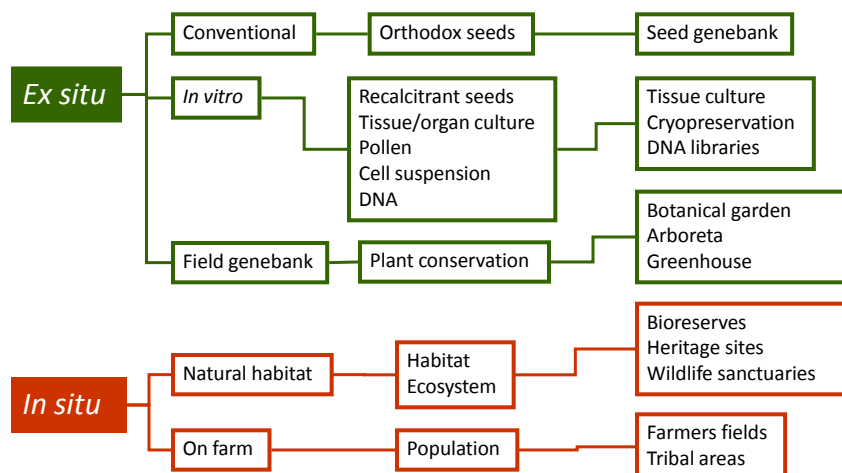 Ex situ
Conventional
Orthodox seeds
Seed genebank
In vitro
Recalcitrant seeds
Tissue/organ culture
Pollen
Cell suspension
DNA
Tissue culture
Cryopreservation
DNA libraries
Field genebank
Plant conservation
Botanical garden
Arboreta
Greenhouse
In situ
Natural habitat
Habitat
Ecosystem
Bioreserves
Heritage sites
Wildlife sanctuaries
On farm
Population
Farmers fields
Tribal areas